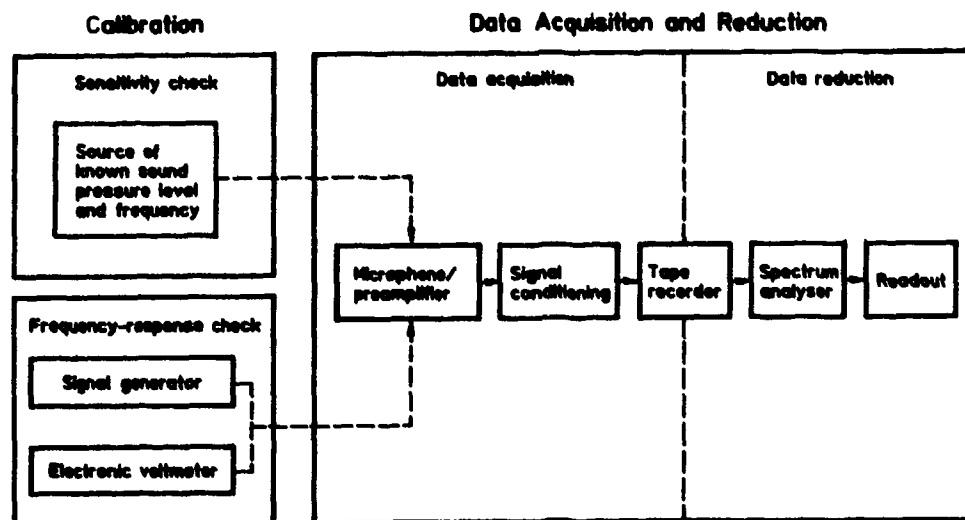 Calibration
Data Acquisition and Reduction
Sensitivity check
Source of
known sound
pressure level
and frequency
Frequency-response check
Signal generator
Electronic voltmeter
Data acquisition
Data reduction
Microphone/
preamplifier
Signal
conditioning
Tape
recorder
Spectrum
analyser
Readout